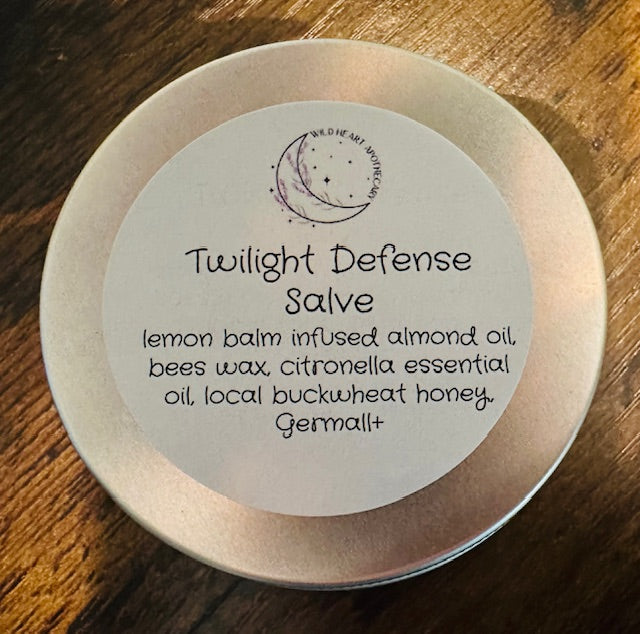 WILD HEART APOTHECARY
Twilight Defense
Salve
lemon balm infused almond oil,
bees wax, citronella essential
oil, local buckwheat honey,
Germall+